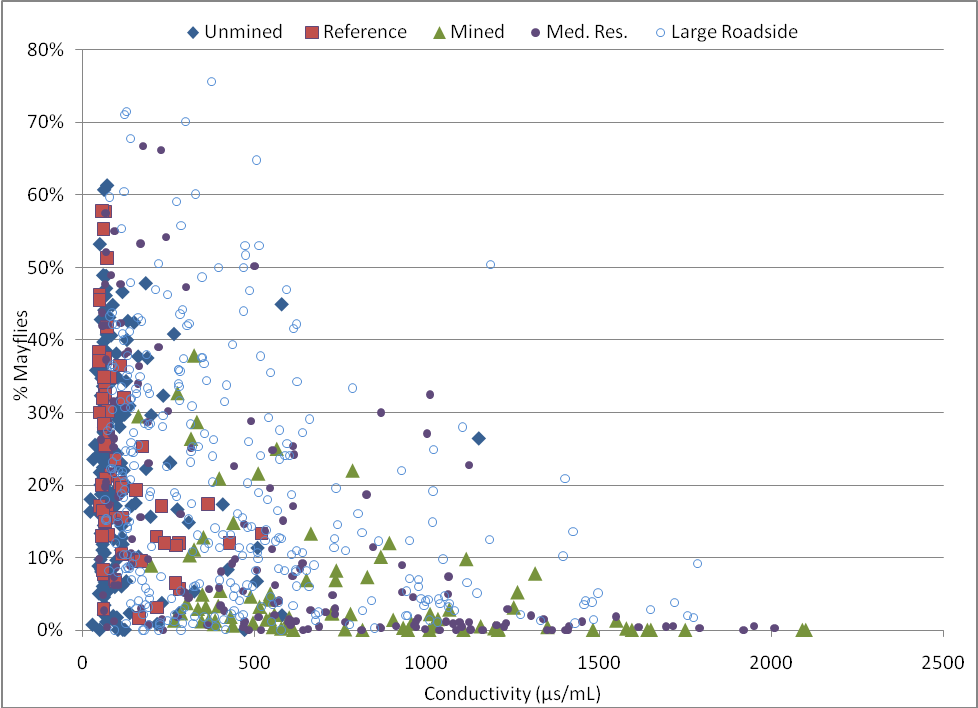 Unmined Reference Mined Med. Res. Large Roadside
80%
70%
60%
50%
40%
30%
20%
10%
0%
% Mayflies
0 500 1000 1500 2000 2500
Conductivity (µs/mL)